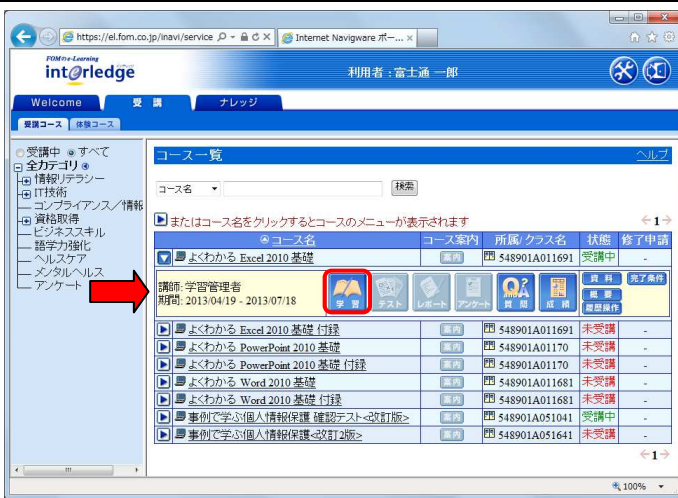 https://el.fom.co.jp/inavi/service
Internet Navigware ポー...
FOMのe-Learning
interledge
利用者：富士通 一郎
Welcome 受 講 ナレッジ
受講コース 体験コース
受講中 すべて
全カテゴリ
情報リテラシー
IT技術
コンプライアンス/情報
資格取得
ビジネススキル
語学力強化
ヘルスケア
メンタルヘルス
アンケート
コース一覧 ヘルプ
コース名 検索
またはコース名をクリックするとコースのメニューが表示されます ←1→
コース名 コース案内 所属/クラス名 状態 修了申請
よくわかる Excel 2010 基礎 案内 548901A011691 受講中 -
講師: 学習管理者
期間: 2013/04/19 - 2013/07/18
学 習 テスト レポート アンケート 質 問 成 績
資 料 完了条件
概 要
履歴操作
よくわかる Excel 2010 基礎 付録 案内 548901A011691 未受講 -
よくわかる PowerPoint 2010 基礎 案内 548901A01170 未受講 -
よくわかる PowerPoint 2010 基礎 付録 案内 548901A01170 未受講 -
よくわかる Word 2010 基礎 案内 548901A011681 未受講 -
よくわかる Word 2010 基礎 付録 案内 548901A011681 未受講 -
事例で学ぶ個人情報保護 確認テスト<改訂版> 案内 548901A051041 受講中 -
事例で学ぶ個人情報保護<改訂2版> 案内 548901A051641 未受講 -
←1→
100%